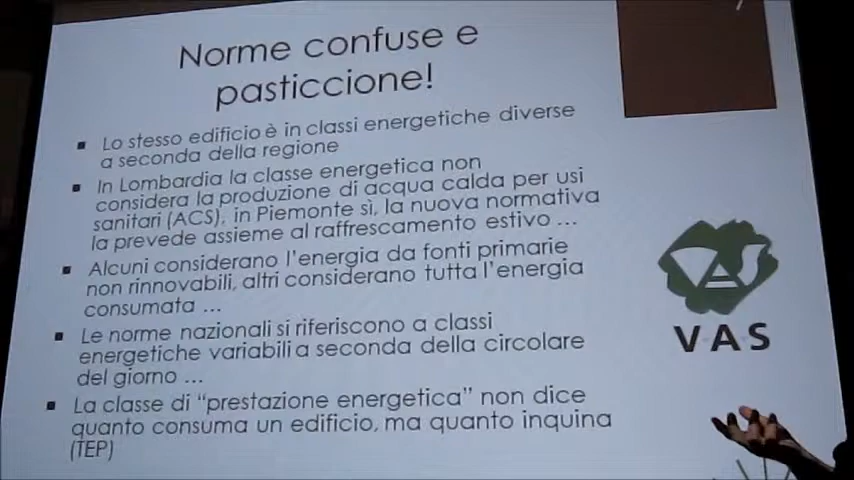 Norme confuse e
pasticcione!
Lo stesso edificio è in classi energetiche diverse
a seconda della regione
In Lombardia la classe energetica non
considera la produzione di acqua calda per usi
sanitari (ACS), in Piemonte sì, la nuova normativa
la prevede assieme al raffrescamento estivo ...
Alcuni considerano l'energia da fonti primarie
non rinnovabili, altri considerano tutta l'energia
consumata ...
Le norme nazionali si riferiscono a classi
energetiche variabili a seconda della circolare
del giorno ...
La classe di "prestazione energetica" non dice
quanto consuma un edificio, ma quanto inquina
(TEP)
VAS
VAS